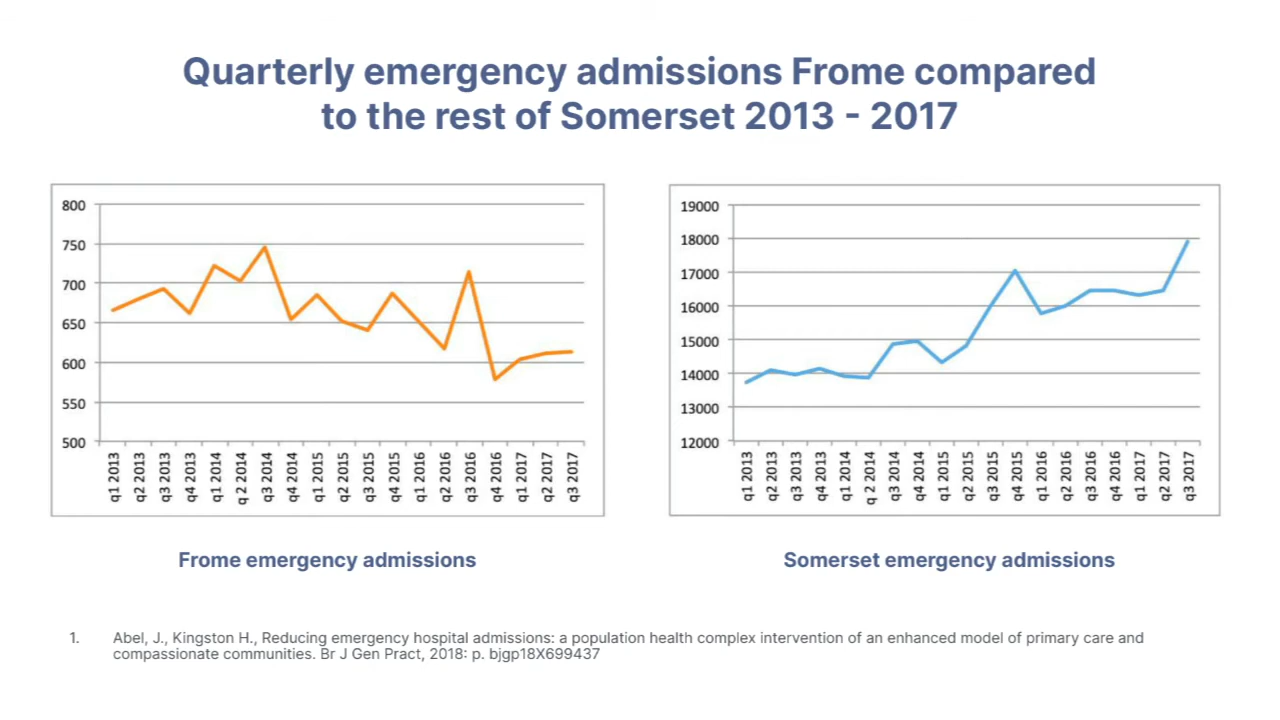 Quarterly emergency admissions Frome compared
to the rest of Somerset 2013 - 2017
800
750
700
650
600
550
500
q1 2013
q2 2013
q3 2013
q4 2013
q1 2014
q 2 2014
q3 2014
q4 2014
q1 2015
q2 2015
q3 2015
q4 2015
q1 2016
q2 2016
q3 2016
q4 2016
q1 2017
q2 2017
q3 2017
Frome emergency admissions
19000
18000
17000
16000
15000
14000
13000
12000
q1 2013
q2 2013
q3 2013
q4 2013
q1 2014
q 2 2014
q3 2014
q4 2014
q1 2015
q2 2015
q3 2015
q4 2015
q1 2016
q2 2016
q3 2016
q4 2016
q1 2017
q2 2017
q3 2017
Somerset emergency admissions
1. Abel, J., Kingston H., Reducing emergency hospital admissions: a population health complex intervention of an enhanced model of primary care and
compassionate communities. Br J Gen Pract, 2018: p. bjgp18X699437